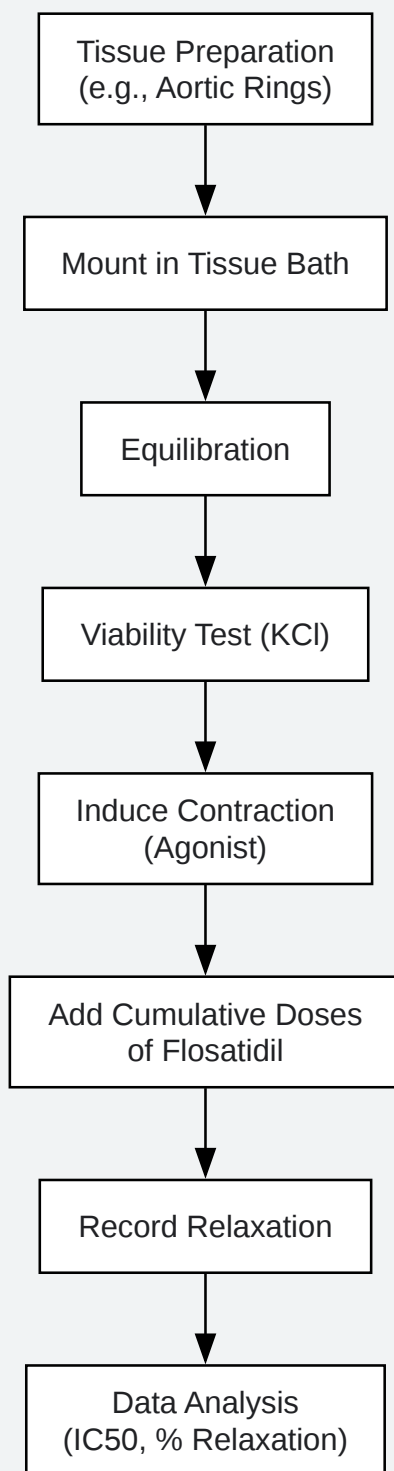 Tissue Preparation
(e.g., Aortic Rings)
Mount in Tissue Bath
Equilibration
Viability Test (KCl)
Induce Contraction
(Agonist)
Add Cumulative Doses
of Flosatidil
Record Relaxation
Data Analysis
(IC50, % Relaxation)